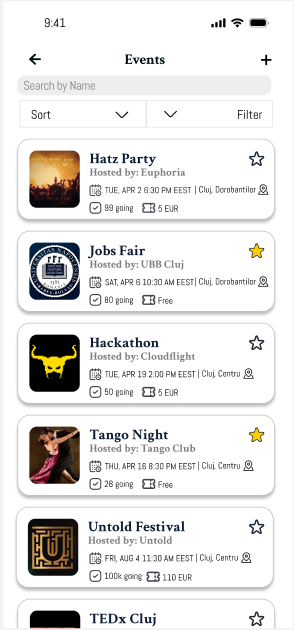 9:41
Events
Search by Name
Sort
Filter
Hatz Party
Hosted by: Euphoria
TUE, APR 2 6:30 PM EEST | Cluj, Dorobantilor
99 going 5 EUR
Jobs Fair
Hosted by: UBB Cluj
SAT, APR 6 10:30 AM EEST | Cluj, Dorobantilor
80 going Free
Hackathon
Hosted by: Cloudflight
TUE, APR 19 2:00 PM EEST | Cluj, Centru
50 going 5 EUR
Tango Night
Hosted by: Tango Club
THU, APR 16 8:30 PM EEST | Cluj, Centru
28 going Free
Untold Festival
Hosted by: Untold
FRI, AUG 4 11:30 AM EEST | Cluj, Centru
100k going 110 EUR
TEDx Cluj